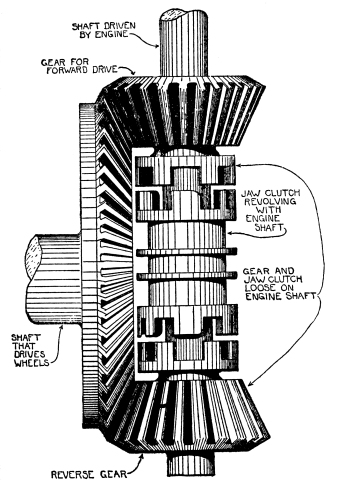 SHAFT DRIVEN
BY ENGINE
GEAR FOR
FORWARD DRIVE
JAW CLUTCH
REVOLVING
WITH
ENGINE
SHAFT.
GEAR AND
JAW CLUTCH
LOOSE ON
ENGINE SHAFT
SHAFT
THAT
DRIVES
WHEELS
REVERSE GEAR